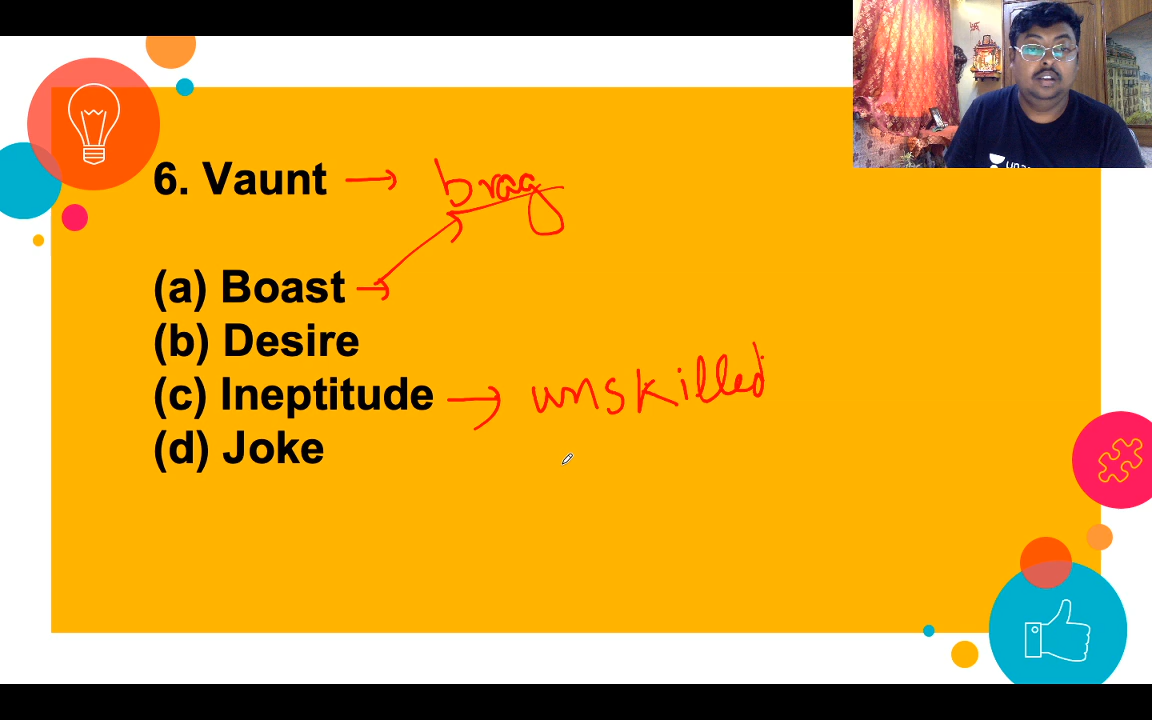 6. Vaunt → brag
(a) Boast →
(b) Desire
(c) Ineptitude → unskilled
(d) Joke